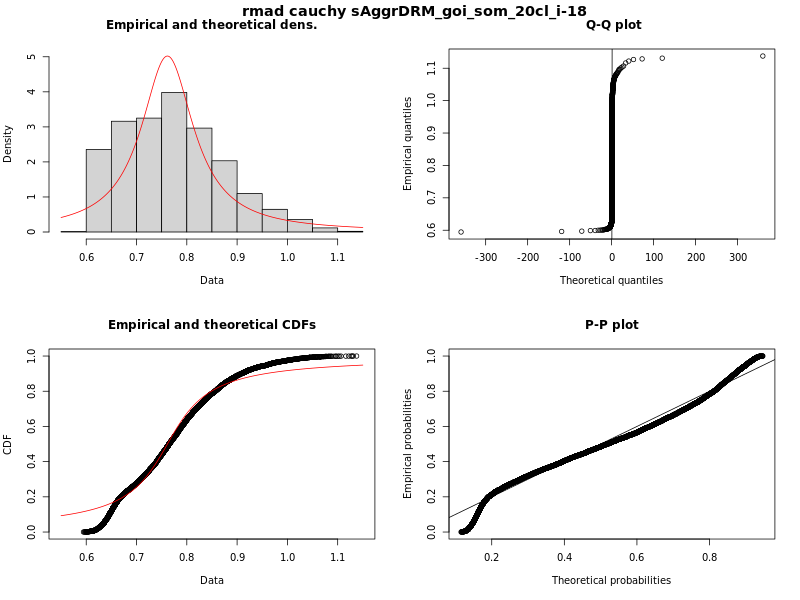 rmad cauchy sAggrDRM_goi_som_20cl_i-18
Empirical and theoretical dens.
Density
0 1 2 3 4 5
0.6 0.7 0.8 0.9 1.0 1.1
Data
Q-Q plot
Empirical quantiles
0.6 0.7 0.8 0.9 1.0 1.1
-300 -200 -100 0 100 200 300
Theoretical quantiles
Empirical and theoretical CDFs
CDF
0.0 0.2 0.4 0.6 0.8 1.0
0.6 0.7 0.8 0.9 1.0 1.1
Data
P-P plot
Empirical probabilities
0.0 0.2 0.4 0.6 0.8 1.0
0.2 0.4 0.6 0.8
Theoretical probabilities